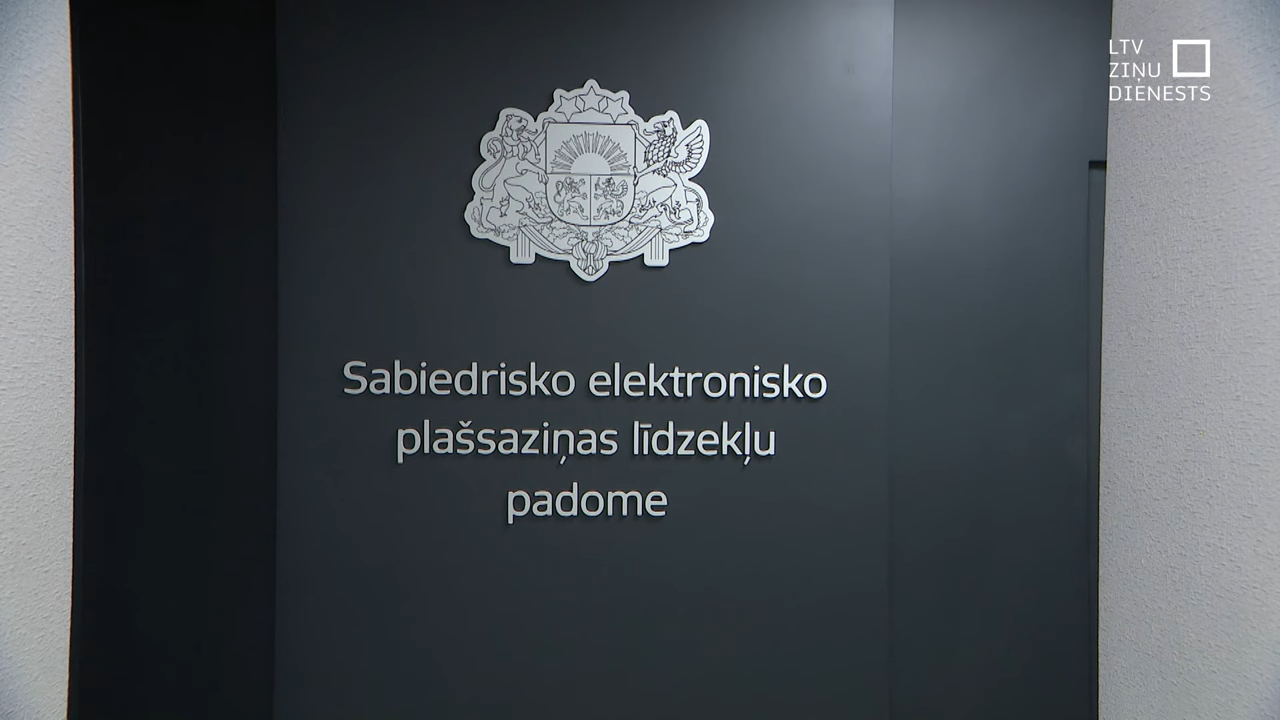 LTV
ZIŅU
DIENESTS
Sabiedrisko elektronisko
plašsaziņas līdzekļu
padome